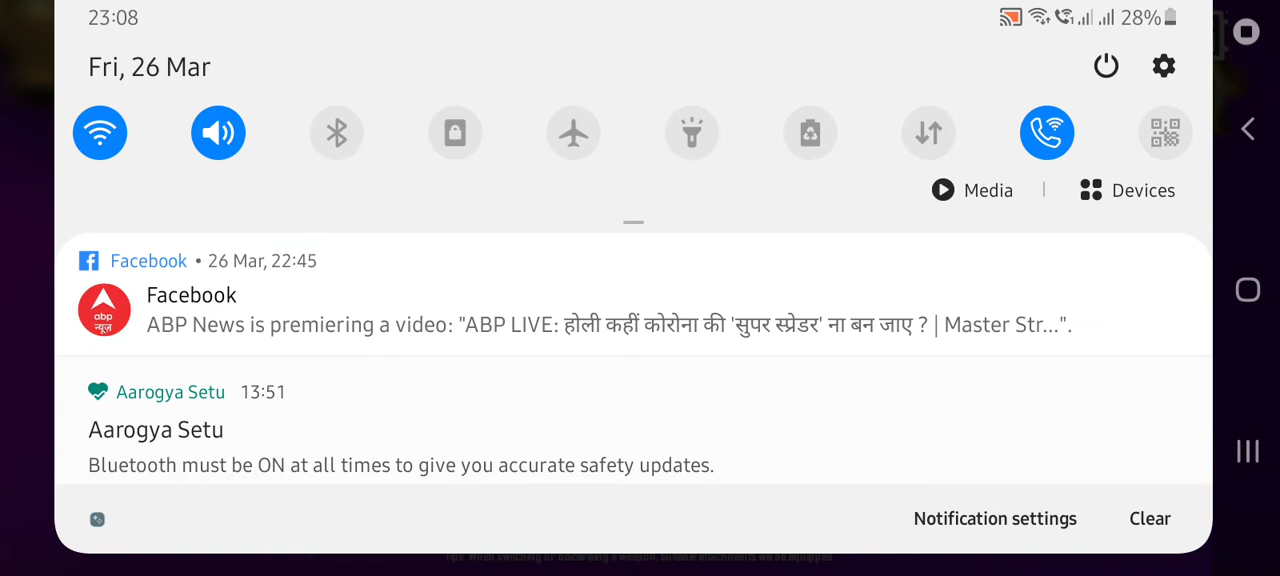 23:08
28%
Fri, 26 Mar
Media | Devices
Facebook • 26 Mar, 22:45
abp
न्यूज़
Facebook
ABP News is premiering a video: "ABP LIVE: होली कहीं कोरोना की 'सुपर स्प्रेडर' ना बन जाए ? | Master Str...".
Aarogya Setu 13:51
Aarogya Setu
Bluetooth must be ON at all times to give you accurate safety updates.
Notification settings
Clear